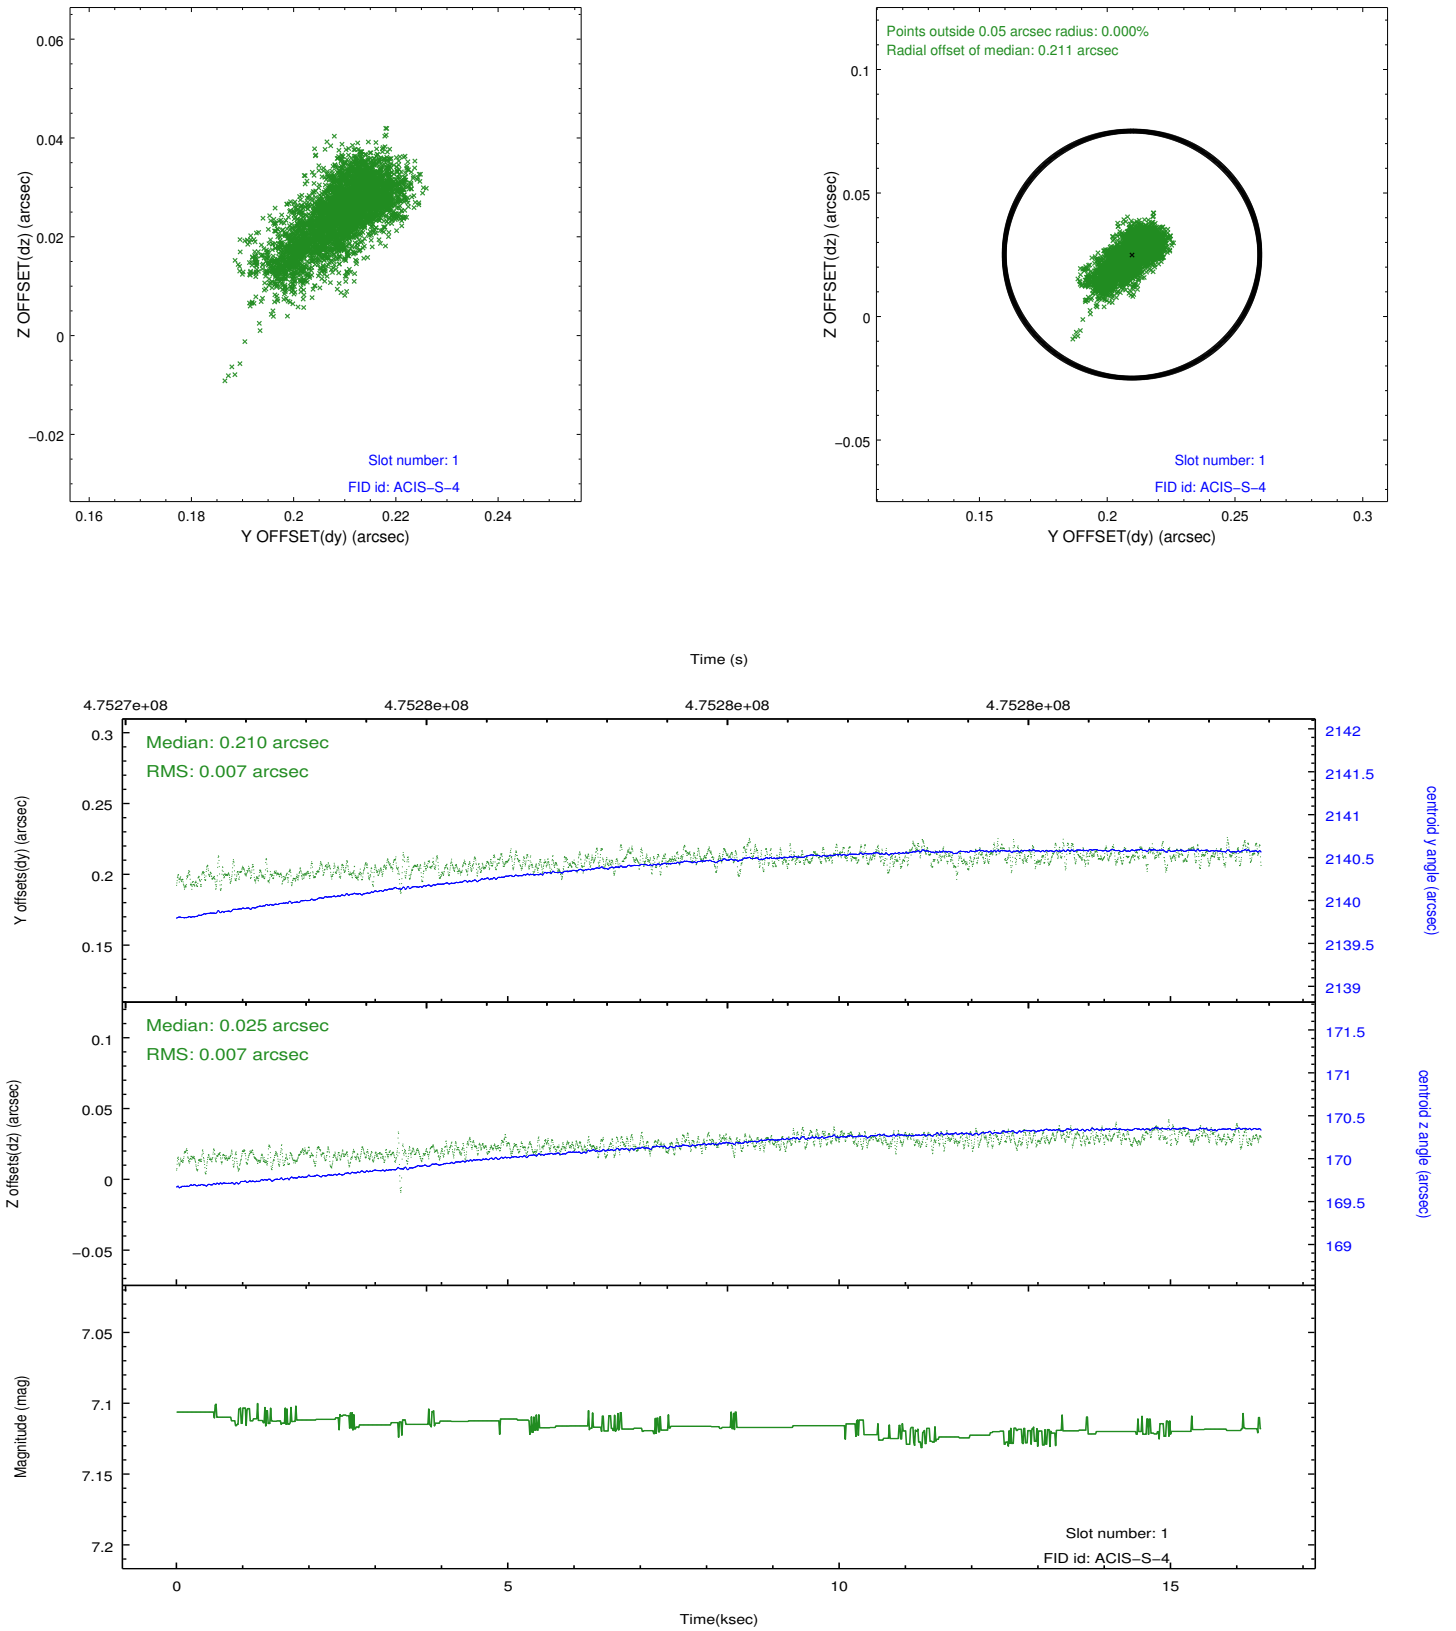 0.06
0.04
0.02
0
−0.02
Z OFFSET(dz) (arcsec)
Slot number: 1
FID id: ACIS−S−4
0.16
0.18
0.2
0.22
0.24
Y OFFSET(dy) (arcsec)
Points outside 0.05 arcsec radius: 0.000%
Radial offset of median: 0.211 arcsec
0.1
0.05
0
−0.05
Z OFFSET(dz) (arcsec)
Slot number: 1
FID id: ACIS−S−4
0.15
0.2
0.25
0.3
Y OFFSET(dy) (arcsec)
Time (s)
4.7527e+08
4.7528e+08
4.7528e+08
4.7528e+08
Median: 0.210 arcsec
RMS: 0.007 arcsec
0.3
0.25
0.2
0.15
Y offsets(dy) (arcsec)
2142
2141.5
2141
2140.5
2140
2139.5
2139
centroid y angle (arcsec)
Median: 0.025 arcsec
RMS: 0.007 arcsec
0.1
0.05
0
−0.05
Z offsets(dz) (arcsec)
171.5
171
170.5
170
169.5
169
centroid z angle (arcsec)
7.05
7.1
7.15
7.2
Magnitude (mag)
Slot number: 1
FID id: ACIS−S−4
0
5
10
15
Time(ksec)